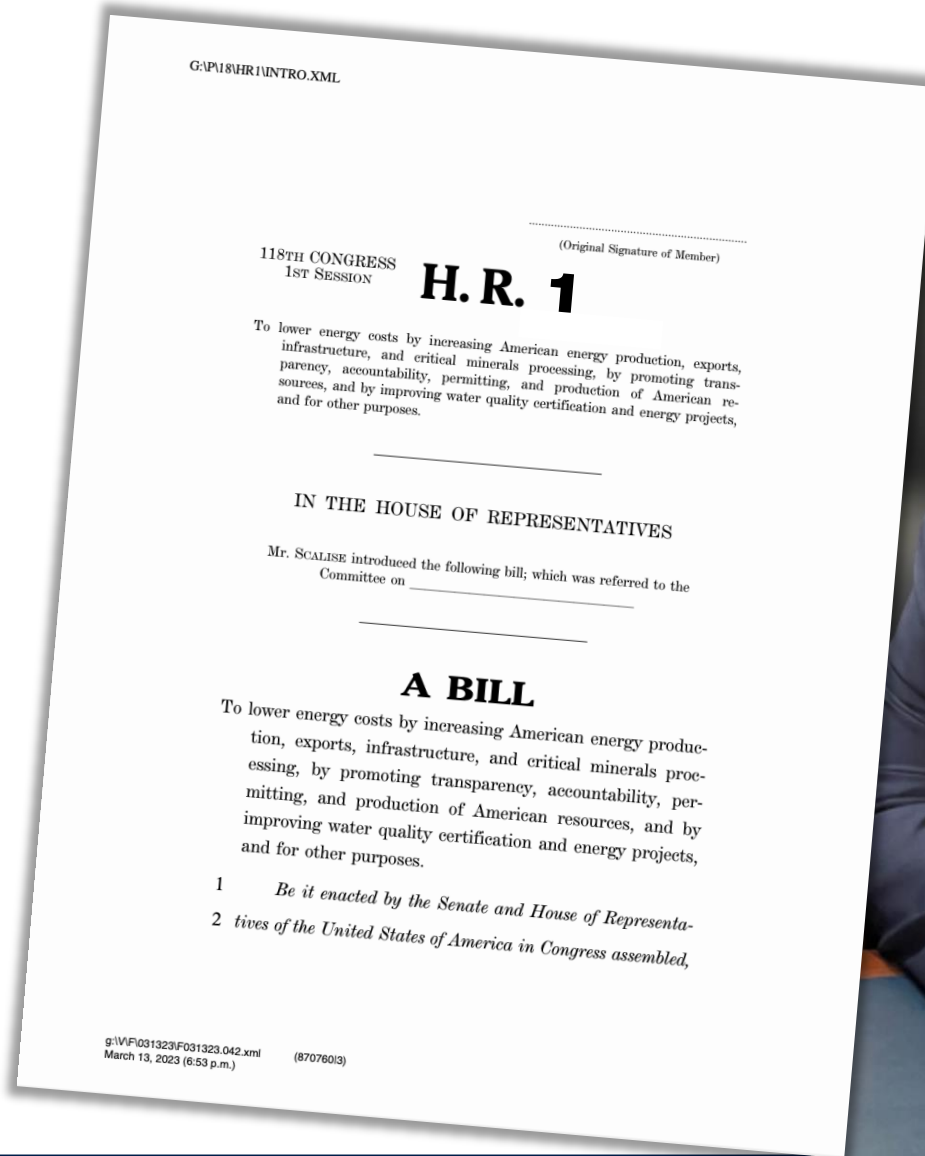 G:\P\18\HR1\INTRO.XML
(Original Signature of Member)
118TH CONGRESS
1ST SESSION
H. R. 1
To lower energy costs by increasing American energy production, exports,
infrastructure, and critical minerals processing, by promoting trans-
parency, accountability, permitting, and production of American re-
sources, and by improving water quality certification and energy projects,
and for other purposes.
IN THE HOUSE OF REPRESENTATIVES
Mr. SCALISE introduced the following bill; which was referred to the
Committee on
A BILL
To lower energy costs by increasing American energy produc-
tion, exports, infrastructure, and critical minerals proc-
essing, by promoting transparency, accountability, per-
mitting, and production of American resources, and by
improving water quality certification and energy projects,
and for other purposes.
1 Be it enacted by the Senate and House of Representa-
2 tives of the United States of America in Congress assembled,
g:\V\F\031323\F031323.042.xml (870760|3)
March 13, 2023 (6:53 p.m.)